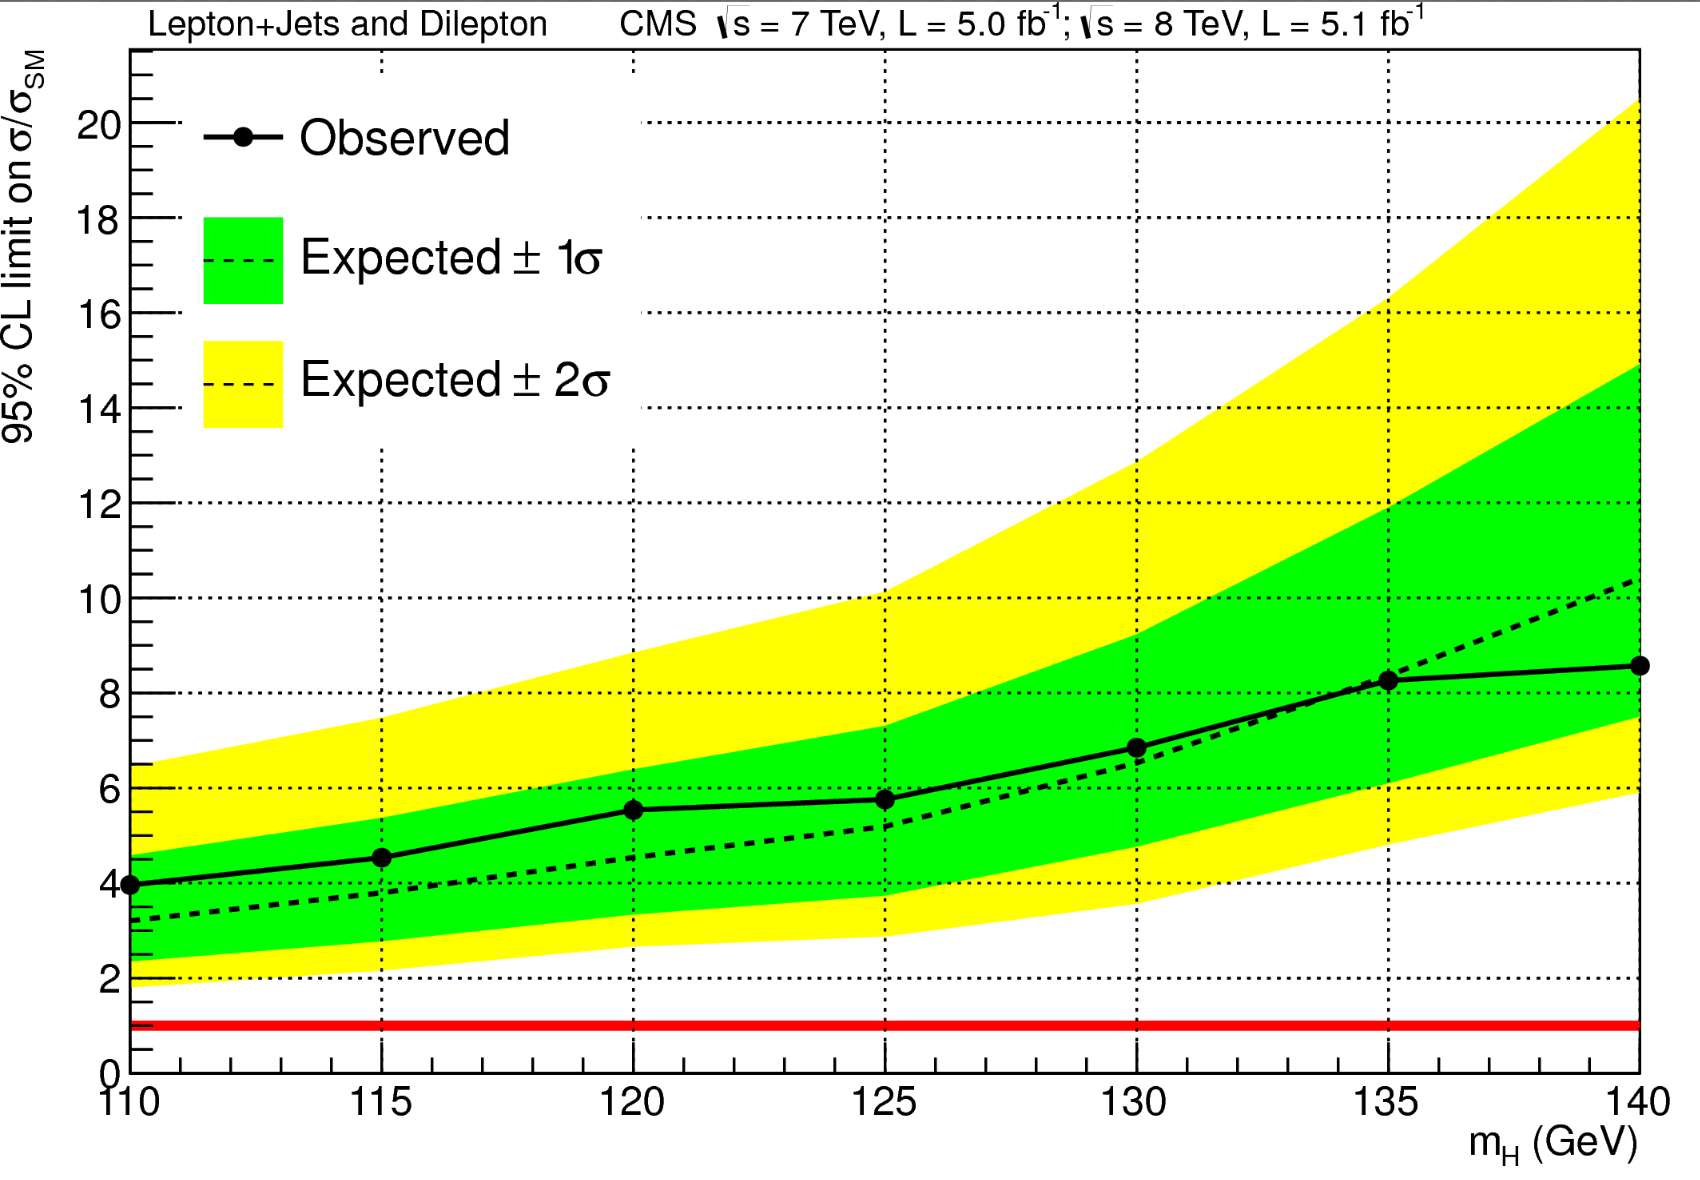 Lepton+Jets and Dilepton CMS √s = 7 TeV, L = 5.0 fb⁻¹; √s = 8 TeV, L = 5.1 fb⁻¹
95% CL limit on σ/σSM
Observed
Expected ± 1σ
Expected ± 2σ
20
18
16
14
12
10
8
6
4
2
0
110 115 120 125 130 135 140
mH (GeV)